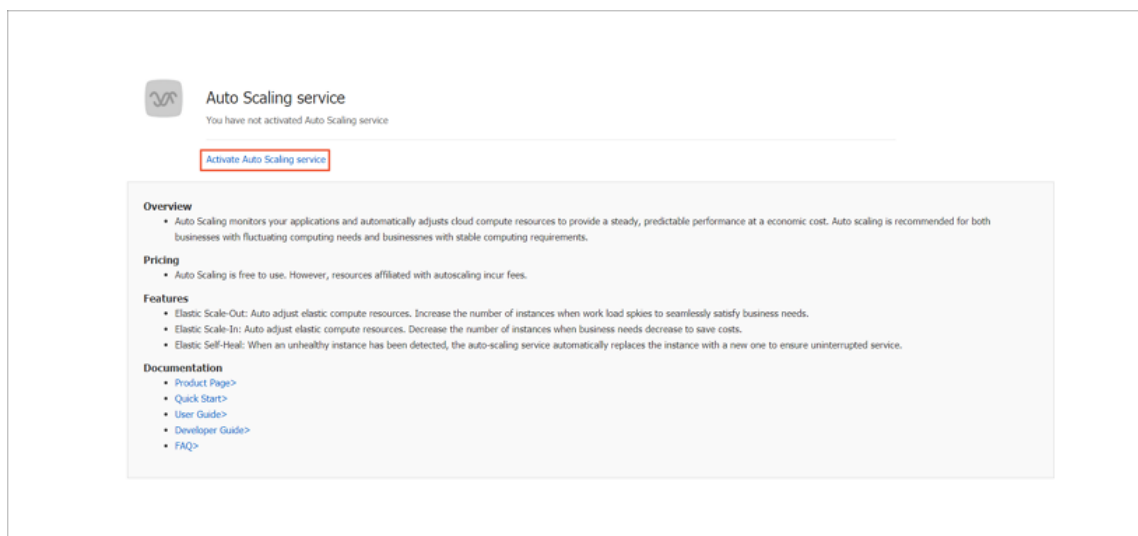 Auto Scaling service
You have not activated Auto Scaling service
Activate Auto Scaling service
Overview
• Auto Scaling monitors your applications and automatically adjusts cloud compute resources to provide a steady, predictable performance at a economic cost. Auto scaling is recommended for both
businesses with fluctuating computing needs and businessnes with stable computing requirements.
Pricing
• Auto Scaling is free to use. However, resources affiliated with autoscaling incur fees.
Features
• Elastic Scale-Out: Auto adjust elastic compute resources. Increase the number of instances when work load spkies to seamlessly satisfy business needs.
• Elastic Scale-In: Auto adjust elastic compute resources. Decrease the number of instances when business needs decrease to save costs.
• Elastic Self-Heal: When an unhealthy instance has been detected, the auto-scaling service automatically replaces the instance with a new one to ensure uninterrupted service.
Documentation
• Product Page>
• Quick Start>
• User Guide>
• Developer Guide>
• FAQ>